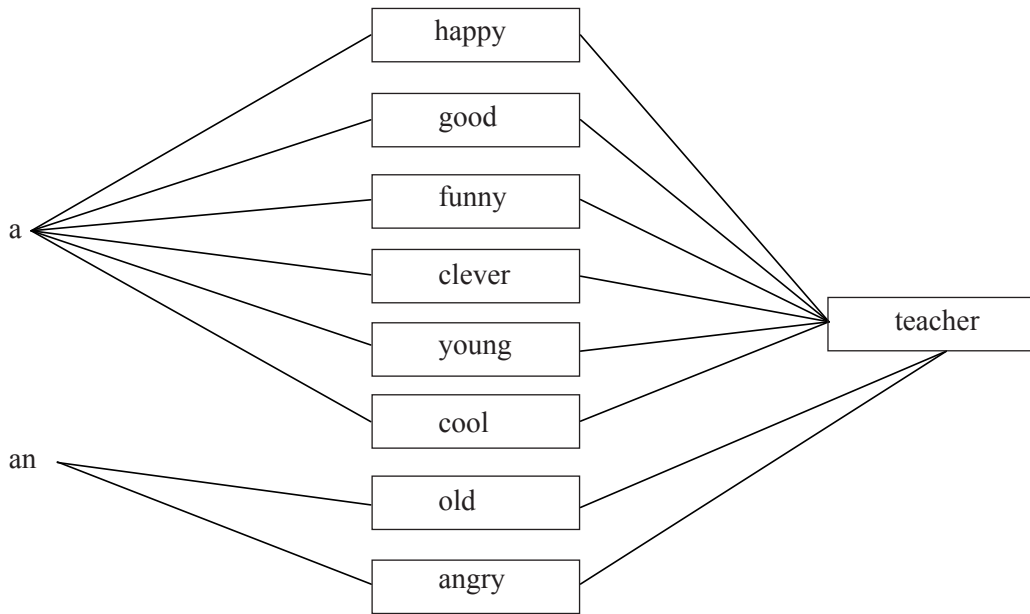 happy
good
funny
a
clever
teacher
young
cool
an
old
angry